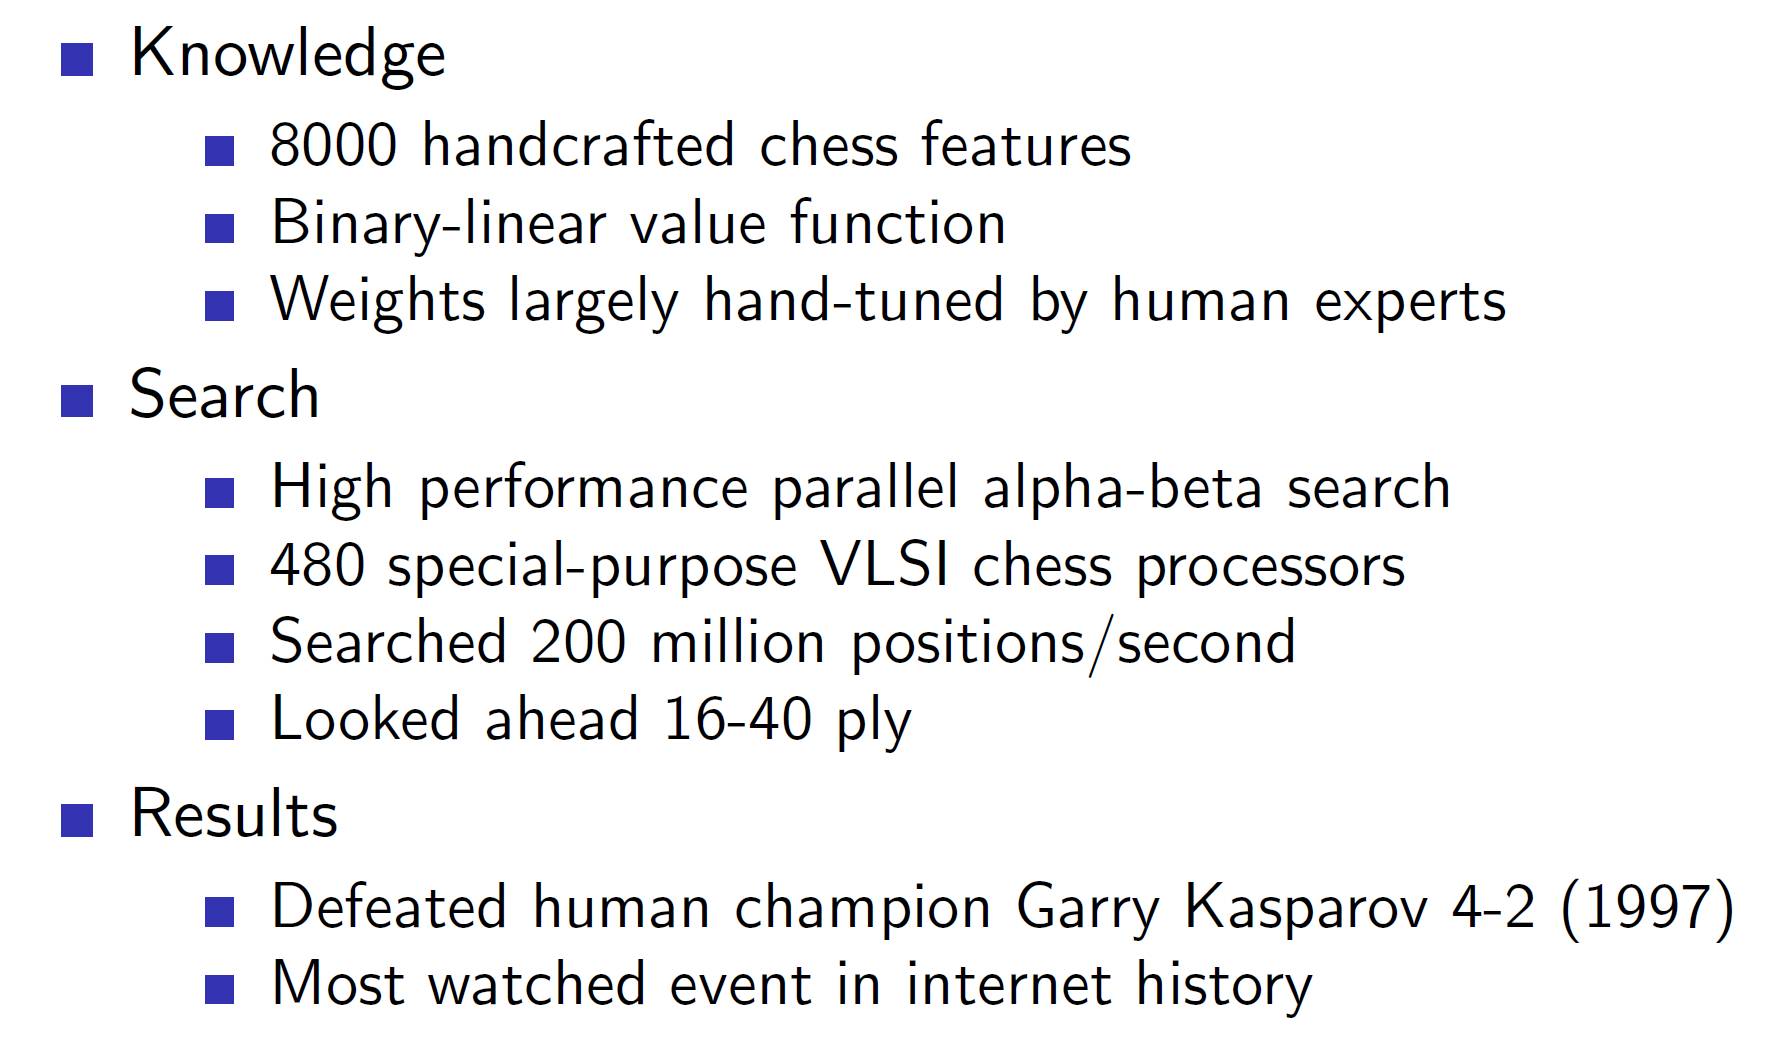 Knowledge
8000 handcrafted chess features
Binary-linear value function
Weights largely hand-tuned by human experts
Search
High performance parallel alpha-beta search
480 special-purpose VLSI chess processors
Searched 200 million positions/second
Looked ahead 16-40 ply
Results
Defeated human champion Garry Kasparov 4-2 (1997)
Most watched event in internet history